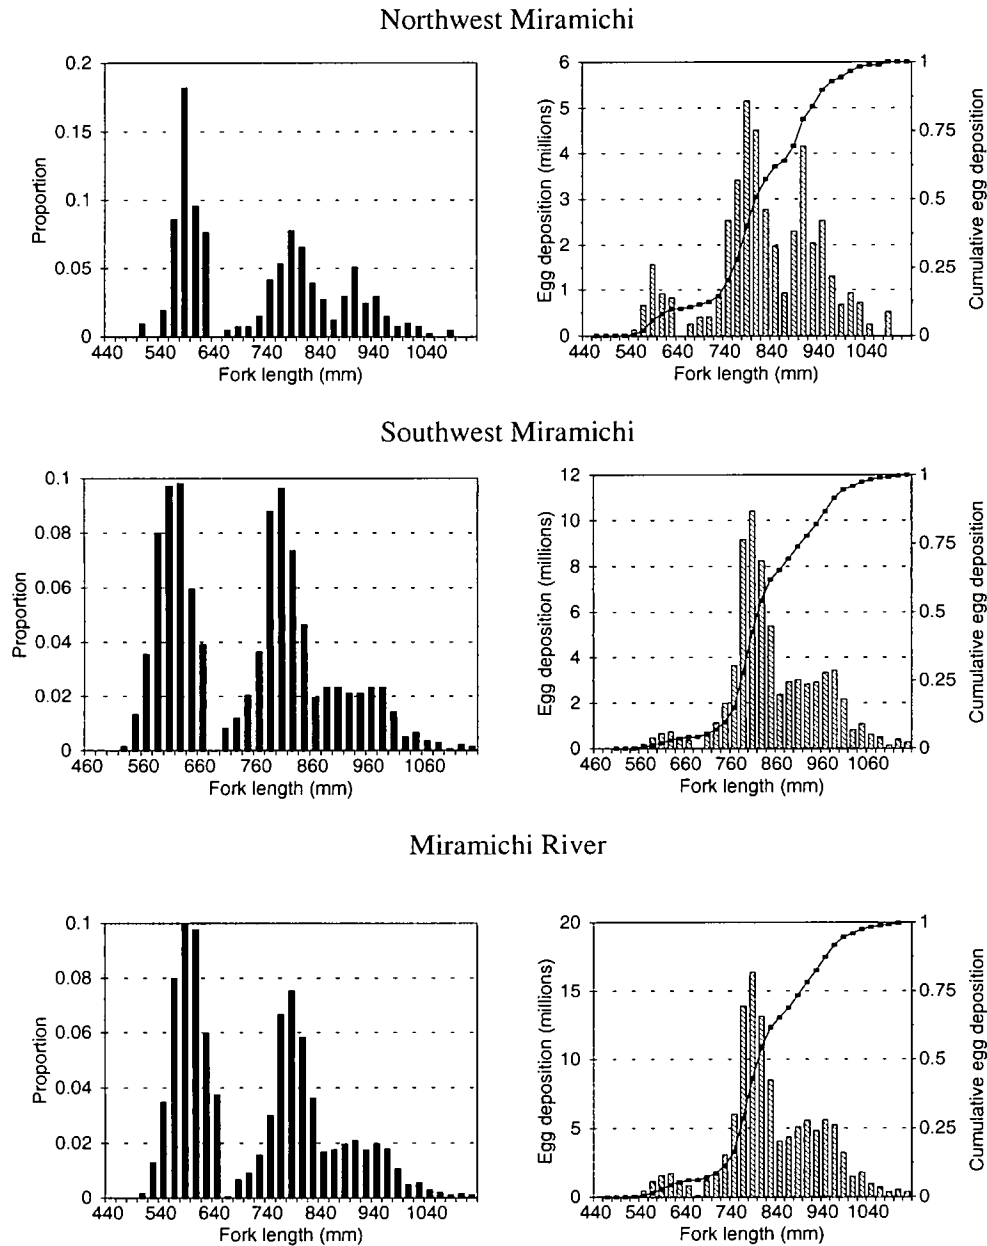 Northwest Miramichi
0.2
0.15
0.1
0.05
0
Proportion
440 540 640 740 840 940 1040
Fork length (mm)
6
5
4
3
2
1
0
Egg deposition (millions)
1
0.75
0.5
0.25
0
Cumulative egg deposition
440 540 640 740 840 940 1040
Fork length (mm)
Southwest Miramichi
0.1
0.08
0.06
0.04
0.02
0
Proportion
460 560 660 760 860 960 1060
Fork length (mm)
12
10
8
6
4
2
0
Egg deposition (millions)
1
0.75
0.5
0.25
0
Cumulative egg deposition
460 560 660 760 860 960 1060
Fork length (mm)
Miramichi River
0.1
0.08
0.06
0.04
0.02
0
Proportion
440 540 640 740 840 940 1040
Fork length (mm)
20
15
10
5
0
Egg deposition (millions)
1
0.75
0.5
0.25
0
Cumulative egg deposition
440 540 640 740 840 940 1040
Fork length (mm)